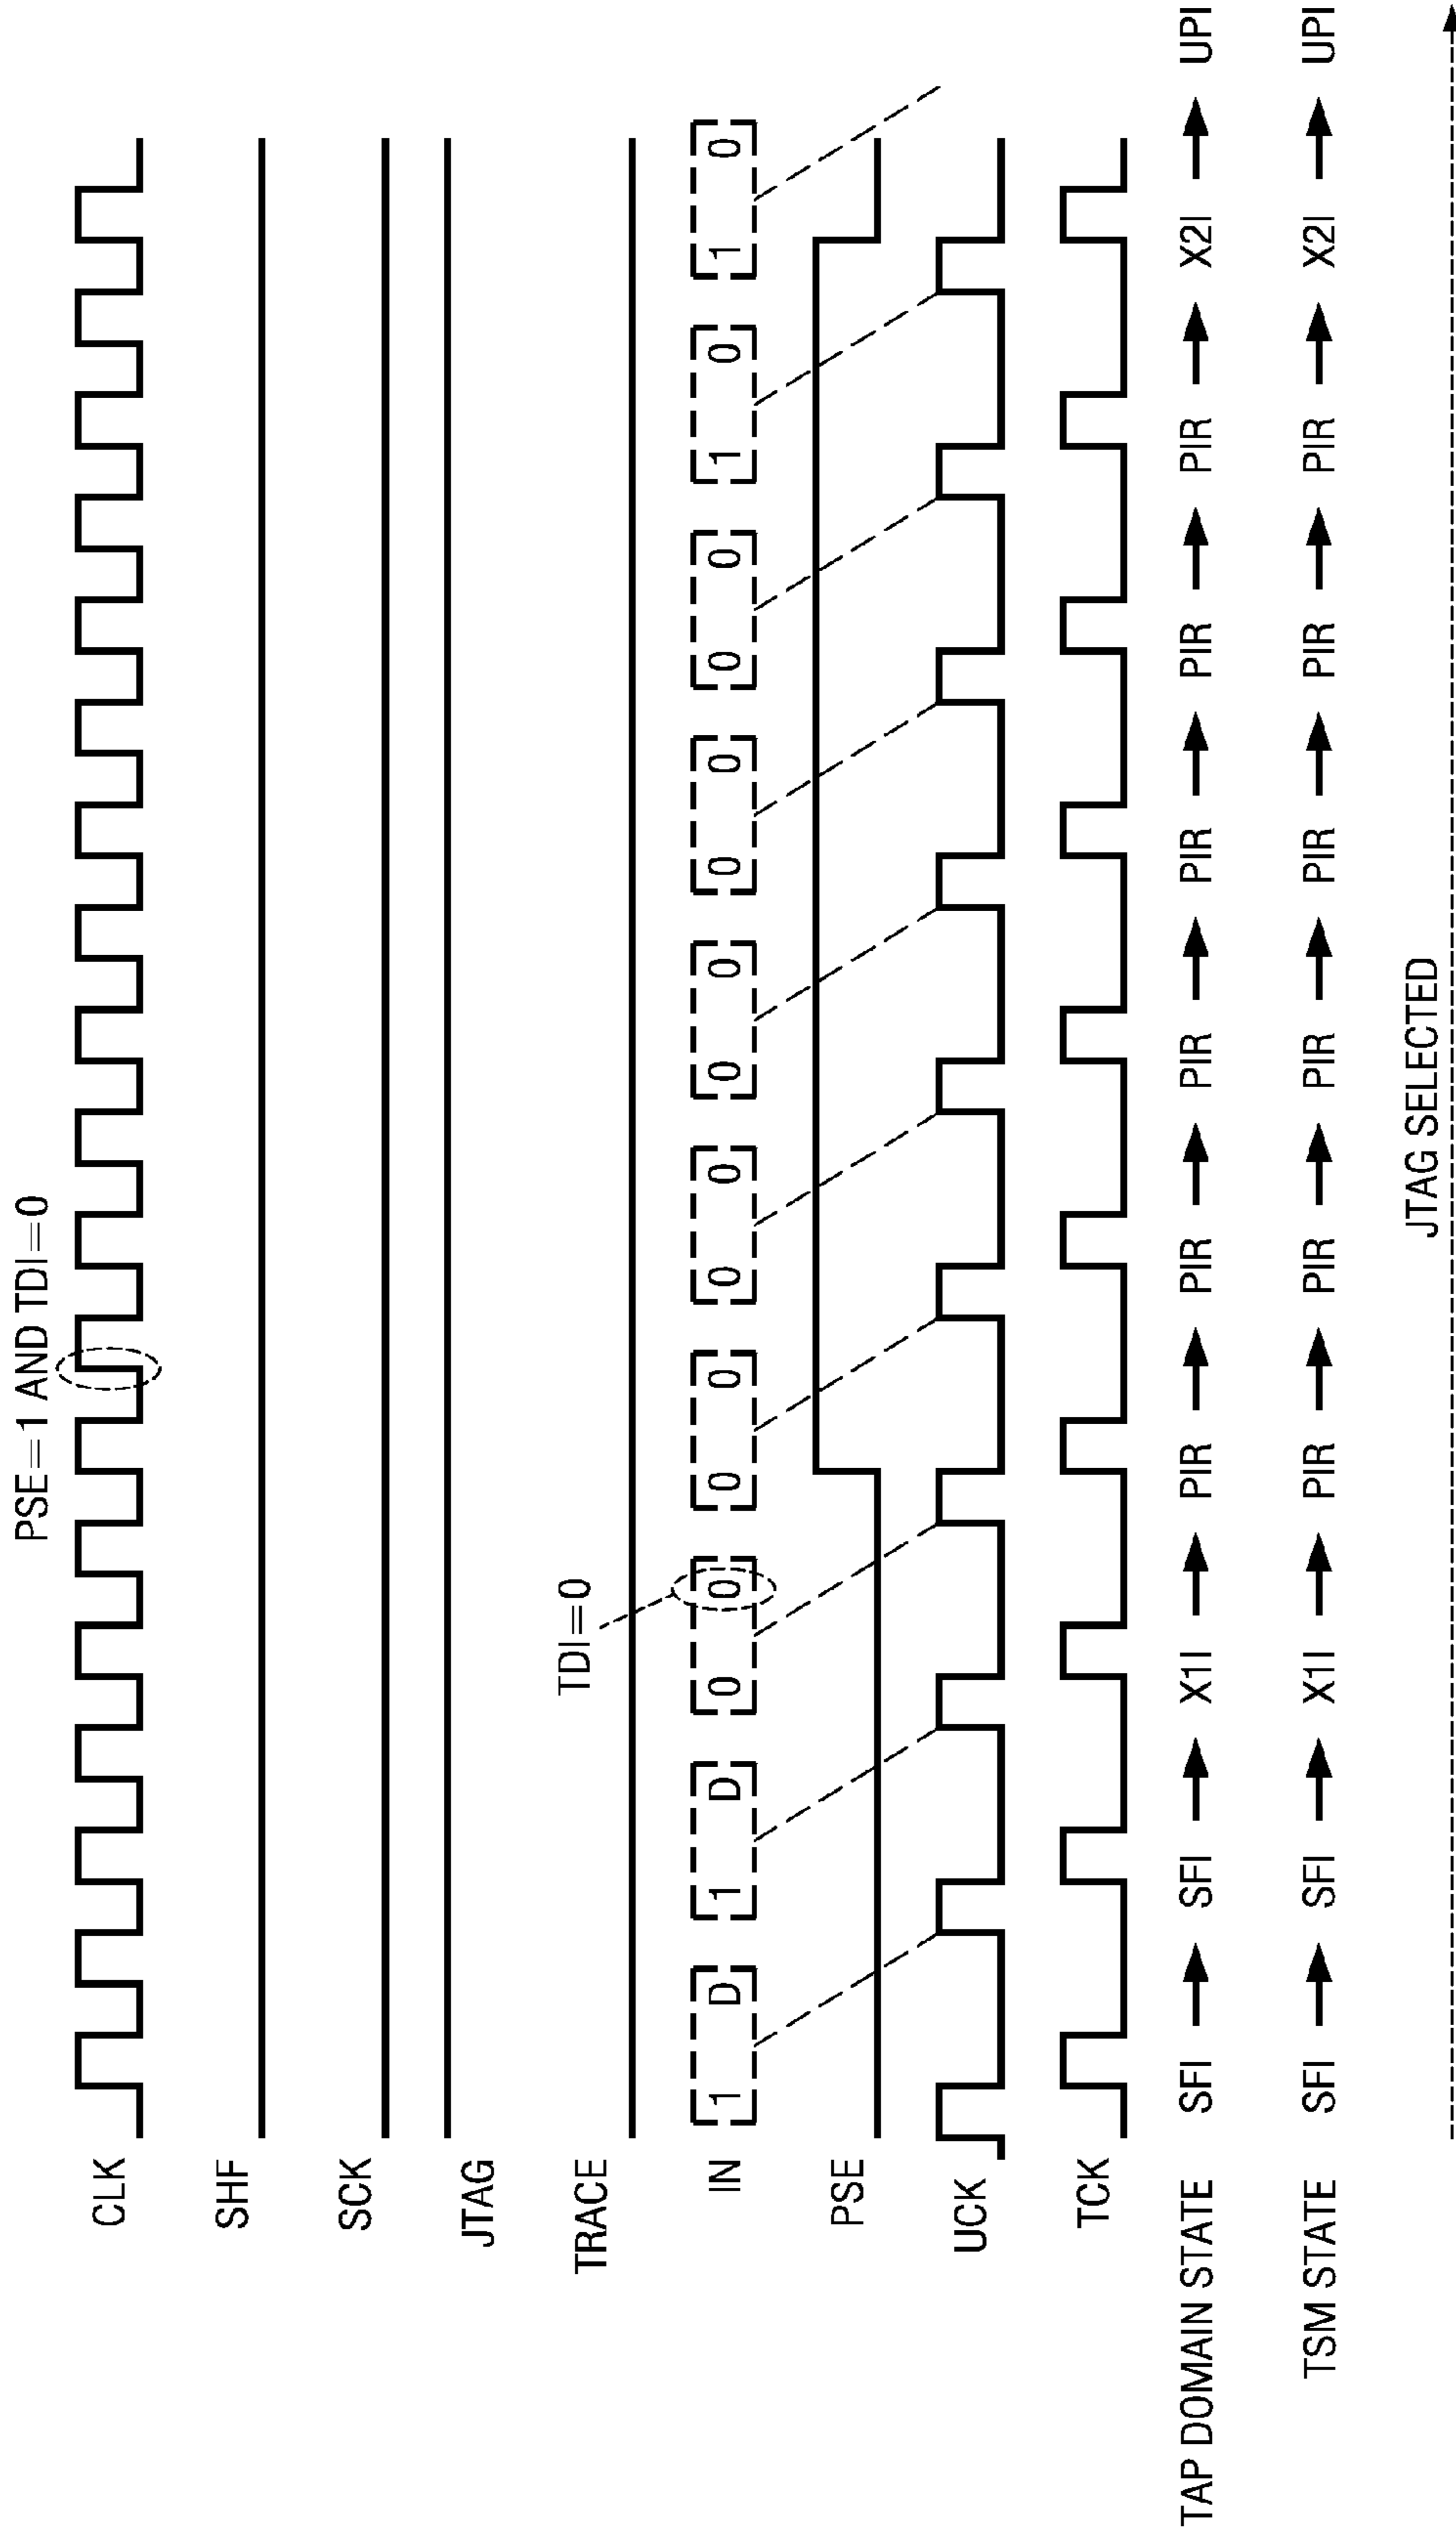 PSE=1 AND TDI=0
CLK
SHF
SCK
JTAG
TDI=0
TRACE
IN 1 D 1 D 0 0 0 0 0 0 0 0 0 0 0 0 1 0 1 0
PSE
UCK
TCK
TAP DOMAIN STATE SFI → SFI → X1I → PIR → PIR → PIR → PIR → PIR → PIR → X2I → UPI
TSM STATE SFI → SFI → X1I → PIR → PIR → PIR → PIR → PIR → PIR → X2I → UPI
JTAG SELECTED